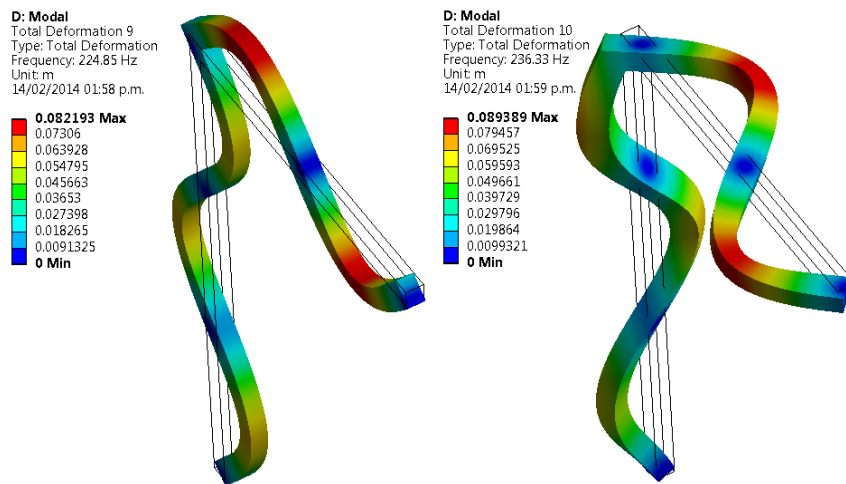 D: Modal
Total Deformation 9
Type: Total Deformation
Frequency: 224.85 Hz
Unit: m
14/02/2014 01:58 p.m.
0.082193 Max
0.07306
0.063928
0.054795
0.045663
0.03653
0.027398
0.018265
0.0091325
0 Min
D: Modal
Total Deformation 10
Type: Total Deformation
Frequency: 236.33 Hz
Unit: m
14/02/2014 01:59 p.m.
0.089389 Max
0.079457
0.069525
0.059593
0.049661
0.039729
0.029796
0.019864
0.0099321
0 Min